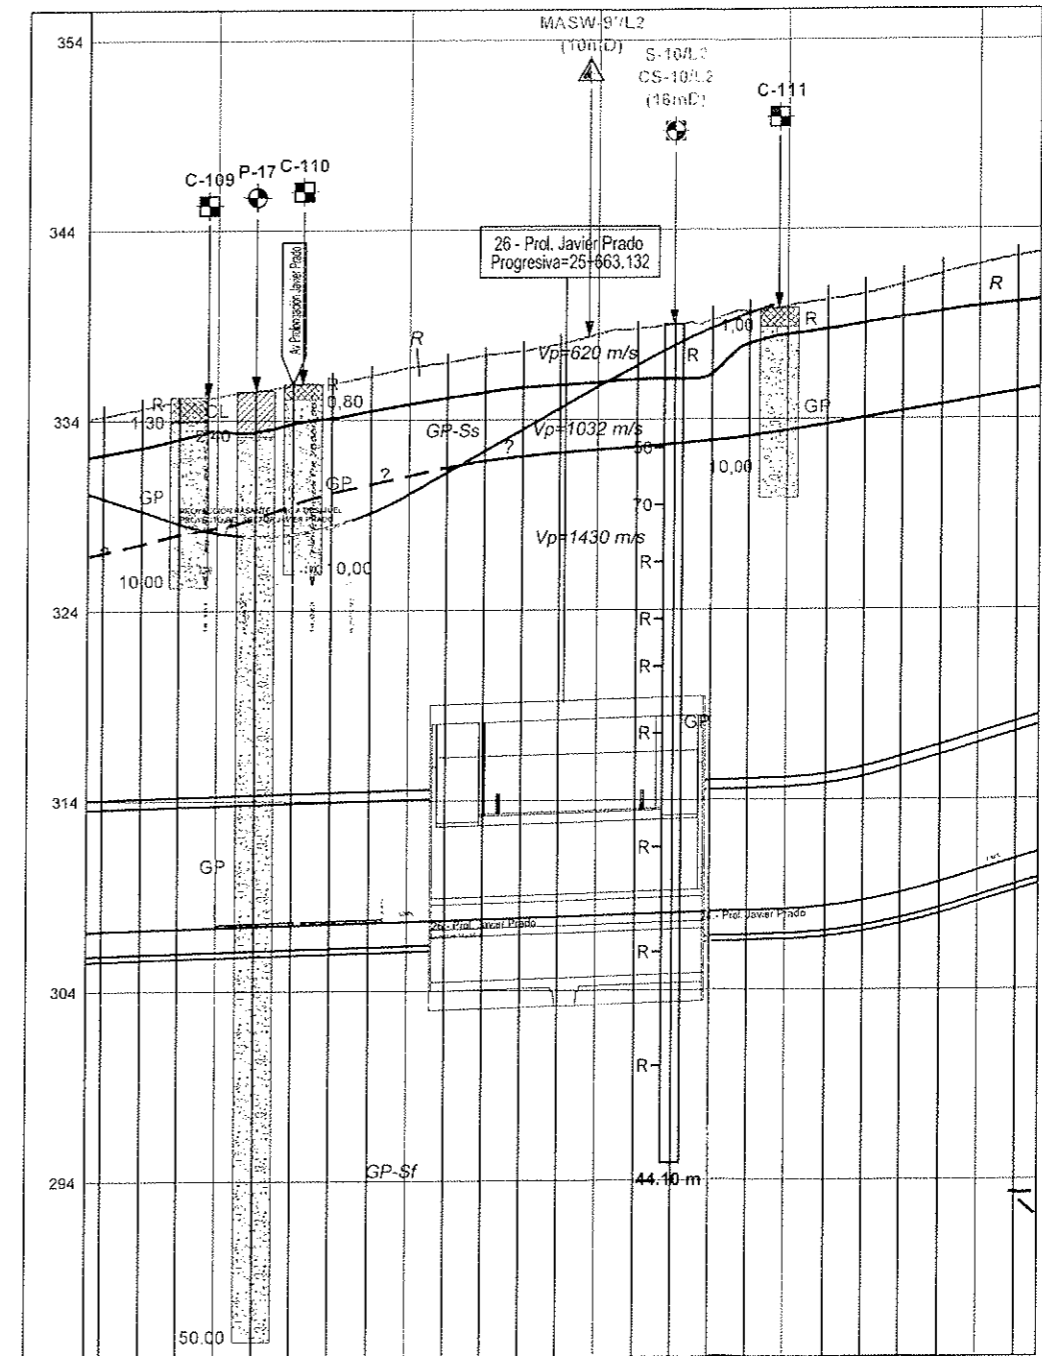 354
MASW-9'/L2
(10mD)
S-10/L2
CS-10/L2
(16mD)
C-111
C-109
P-17
C-110
344
26 - Prol. Javier Prado
Progresiva=25+663.132
Av Prolongación Javier Prado
R
R
1,00
R
Vp=620 m/s
R
R
R
0,80
1.30
CL
2.40
334
GP
GP-Ss
Vp=1032 m/s
?
50
10,00
?
GP
GP
70
Vp=1430 m/s
?
10.00
10,00
R
324
R
R
GP
R
314
R
GP
26 - Prol. Javier Prado
- Prol. Javier Prado
R
304
R
GP-Sf
294
44.10 m
50.00